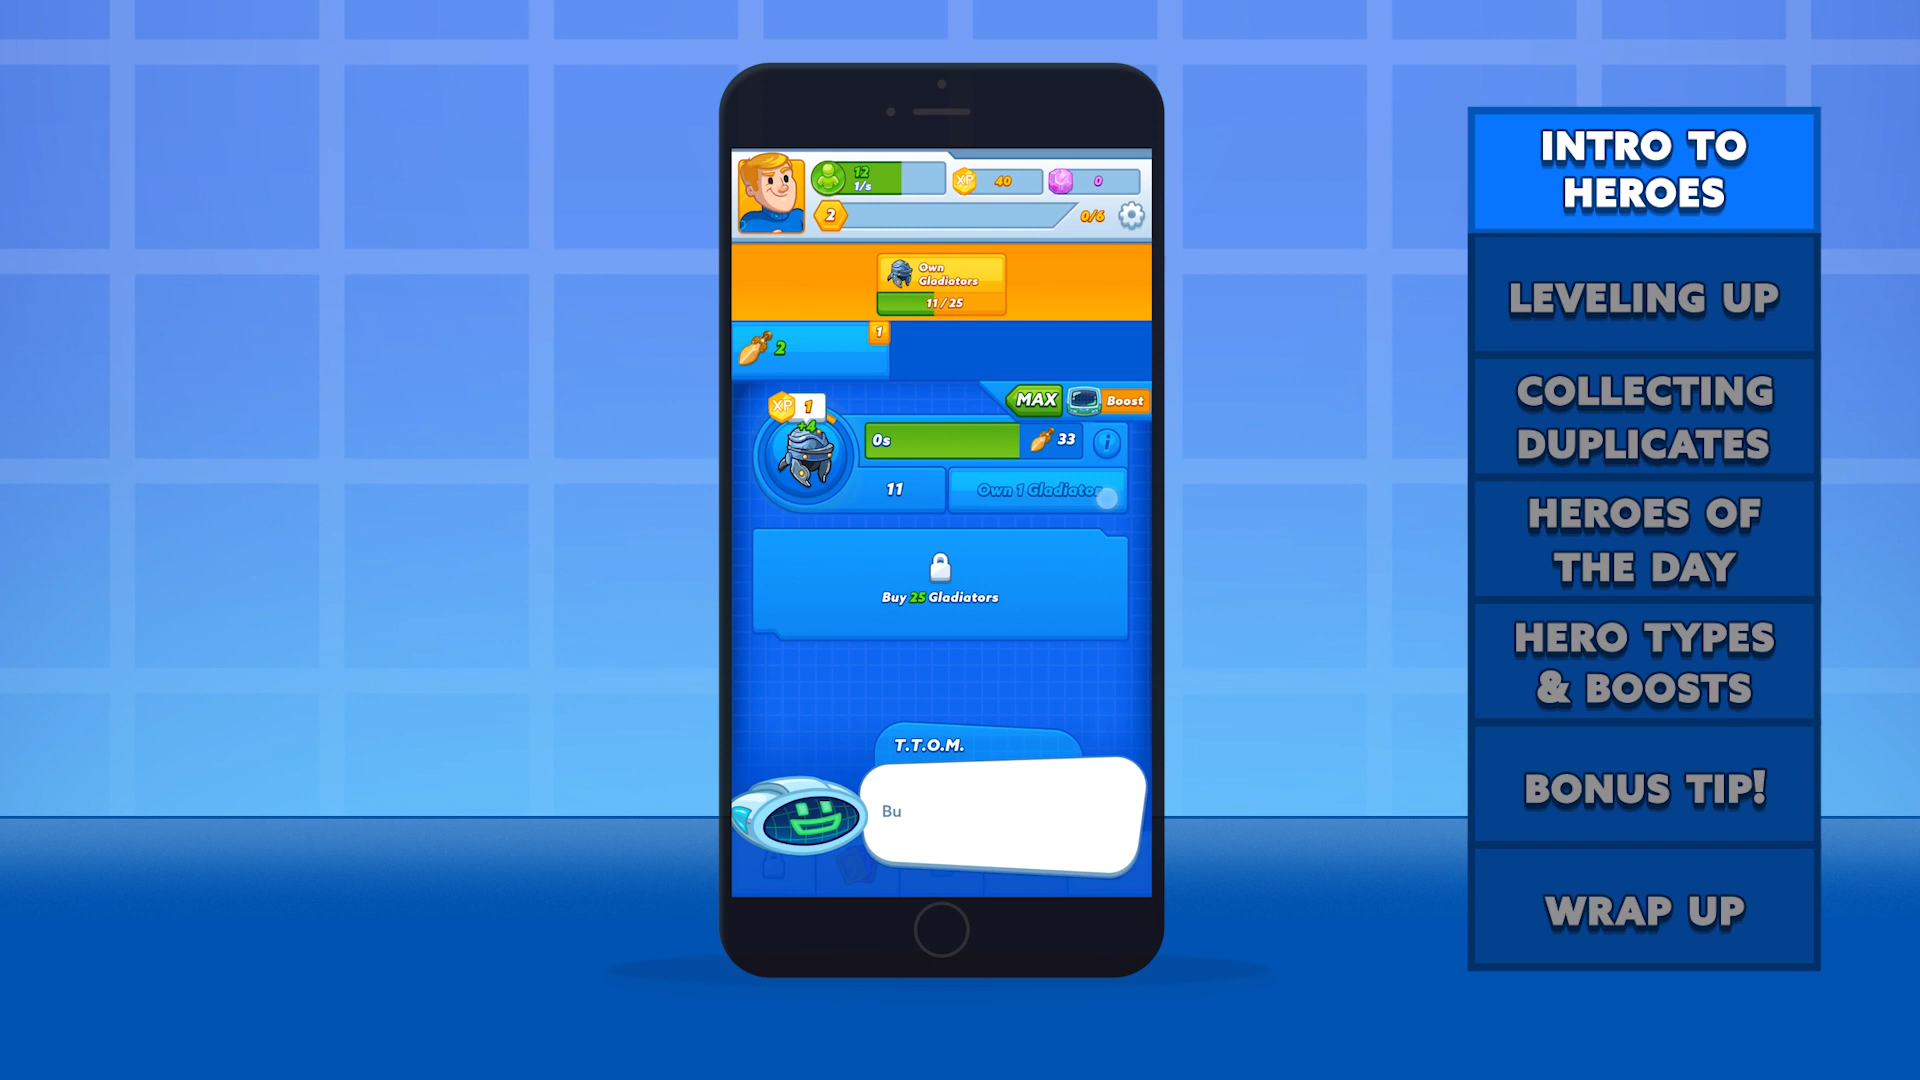 12
1/s
XP 40
0
2
0/6
Own
Gladiators
11/25
1
2
MAX
Boost
XP 1
+4
0s
33
i
11
Own 1 Gladiator
Buy 25 Gladiators
T.T.O.M.
Bu
INTRO TO
HEROES
LEVELING UP
COLLECTING
DUPLICATES
HEROES OF
THE DAY
HERO TYPES
& BOOSTS
BONUS TIP!
WRAP UP